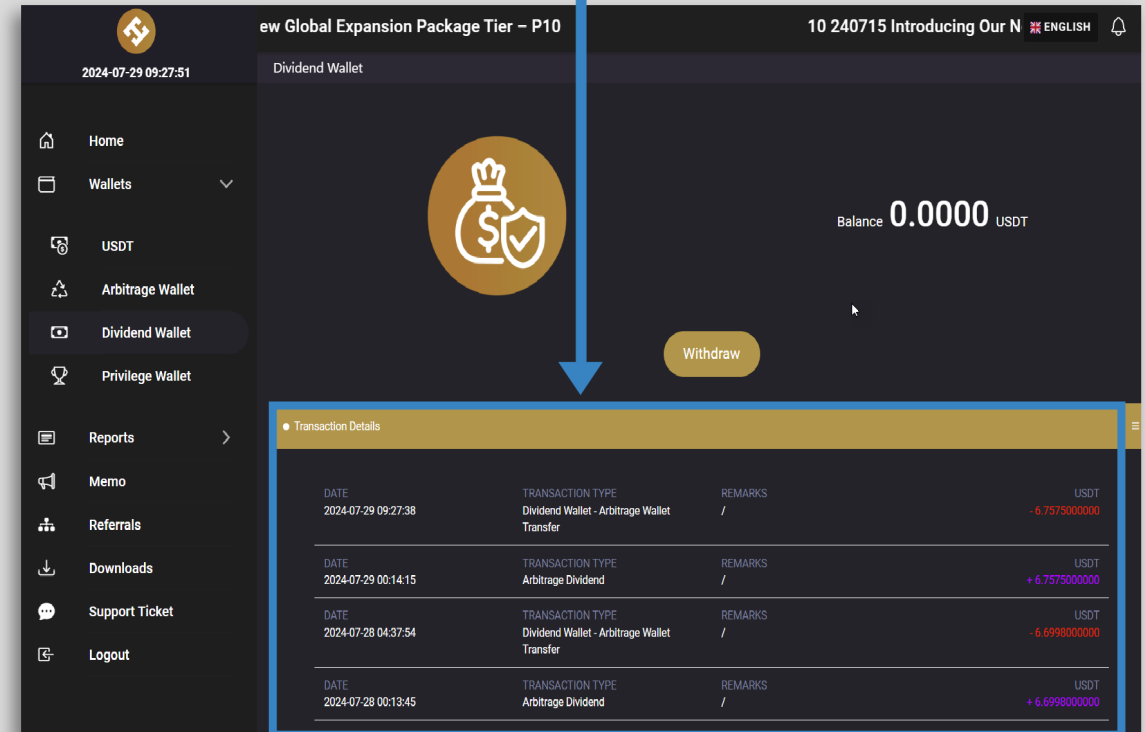 ew Global Expansion Package Tier – P10
10 240715 Introducing Our N
ENGLISH
2024-07-29 09:27:51
Dividend Wallet
Home
Wallets
USDT
Arbitrage Wallet
Dividend Wallet
Privilege Wallet
Reports
Memo
Referrals
Downloads
Support Ticket
Logout
$
Balance 0.0000 USDT
Withdraw
Transaction Details
DATE TRANSACTION TYPE REMARKS USDT
2024-07-29 09:27:38 Dividend Wallet - Arbitrage Wallet / - 6.7575000000
Transfer
DATE TRANSACTION TYPE REMARKS USDT
2024-07-29 00:14:15 Arbitrage Dividend / + 6.7575000000
DATE TRANSACTION TYPE REMARKS USDT
2024-07-28 04:37:54 Dividend Wallet - Arbitrage Wallet / - 6.6998000000
Transfer
DATE TRANSACTION TYPE REMARKS USDT
2024-07-28 00:13:45 Arbitrage Dividend / + 6.6998000000